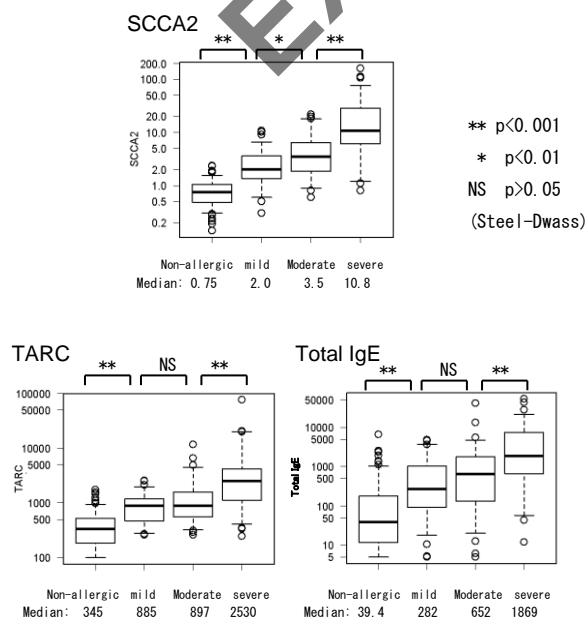 SCCA2
** * **
200.0
100.0
50.0
20.0
10.0
5.0
2.0
1.0
0.5
0.2
SCCA2
Non-allergic mild Moderate severe
Median: 0.75 2.0 3.5 10.8
** p<0.001
* p<0.01
NS p>0.05
(Steel-Dwass)
TARC
** NS **
100000
50000
10000
5000
1000
500
100
TARC
Non-allergic mild Moderate severe
Median: 345 885 897 2530
Total IgE
** NS **
50000
10000
5000
1000
500
100
50
10
5
Total IgE
Non-allergic mild Moderate severe
Median: 39.4 282 652 1869